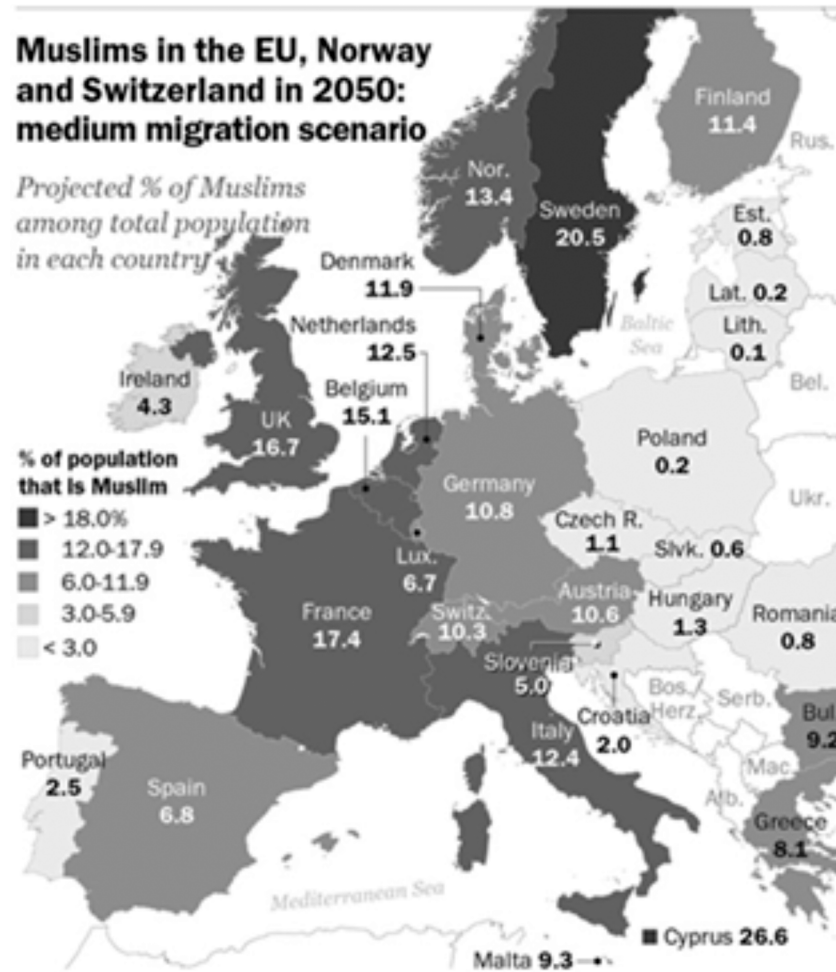 Muslims in the EU, Norway
and Switzerland in 2050:
medium migration scenario
Projected % of Muslims
among total population
in each country
Finland
11.4
Rus.
Nor.
13.4
Sweden
20.5
Est.
0.8
Denmark
11.9
Lat. 0.2
Netherlands
12.5
Baltic
Sea
Lith.
0.1
Ireland
4.3
Belgium
15.1
Bel.
UK
16.7
Poland
0.2
% of population
that is Muslim
> 18.0%
12.0-17.9
6.0-11.9
3.0-5.9
< 3.0
Germany
10.8
Ukr.
Czech R.
1.1
Slvk. 0.6
Lux.
6.7
Austria
10.6
Hungary
1.3
Romania
0.8
France
17.4
Switz.
10.3
Slovenia
5.0
Bos.
Herz.
Serb.
Croatia
2.0
Bul
9.2
Italy
12.4
Portugal
2.5
Spain
6.8
Mac.
Alb.
Greece
8.1
Mediterranean Sea
Cyprus 26.6
Malta 9.3